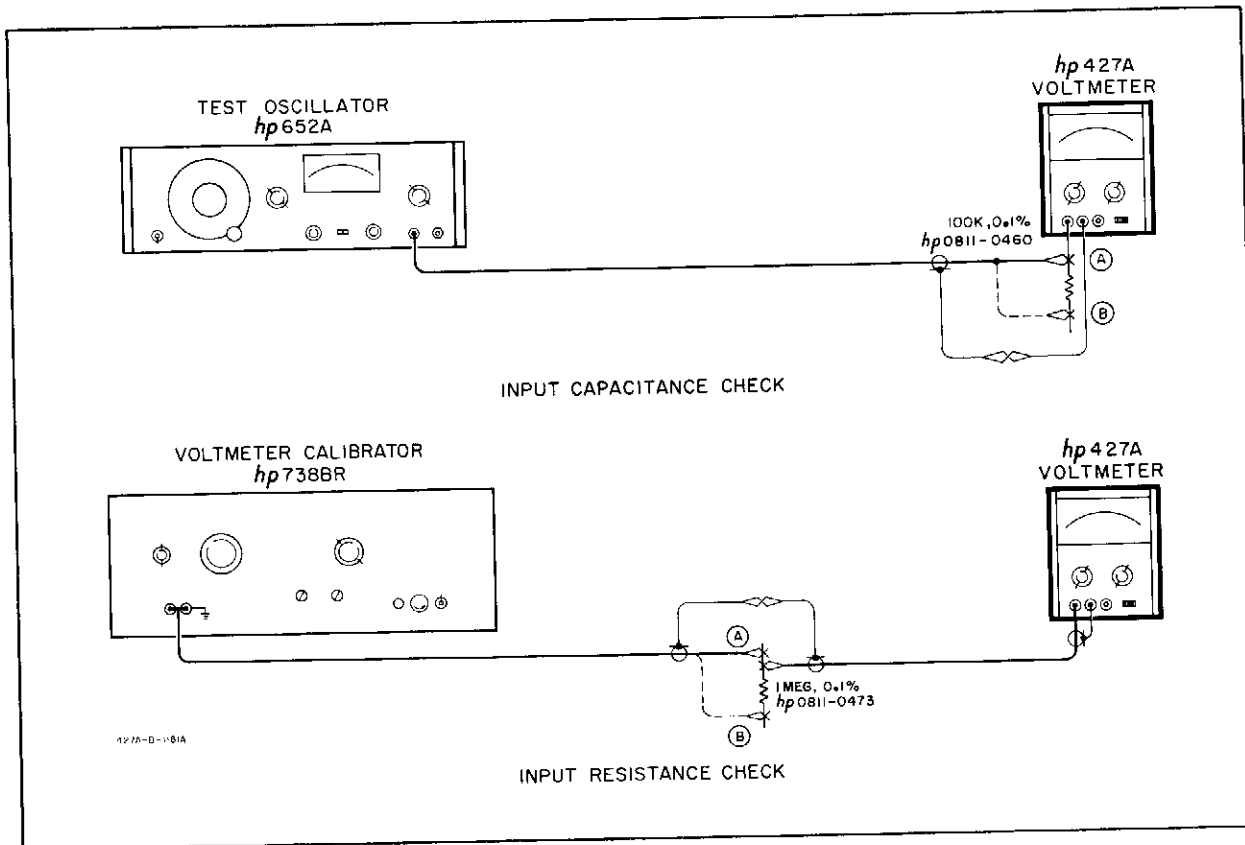 TEST OSCILLATOR
hp 652A
hp 427A
VOLTMETER
100K, 0.1%
hp 0811-0460
A
B
INPUT CAPACITANCE CHECK
VOLTMETER CALIBRATOR
hp 738BR
hp 427A
VOLTMETER
A
1 MEG, 0.1%
hp 0811-0473
B
INPUT RESISTANCE CHECK